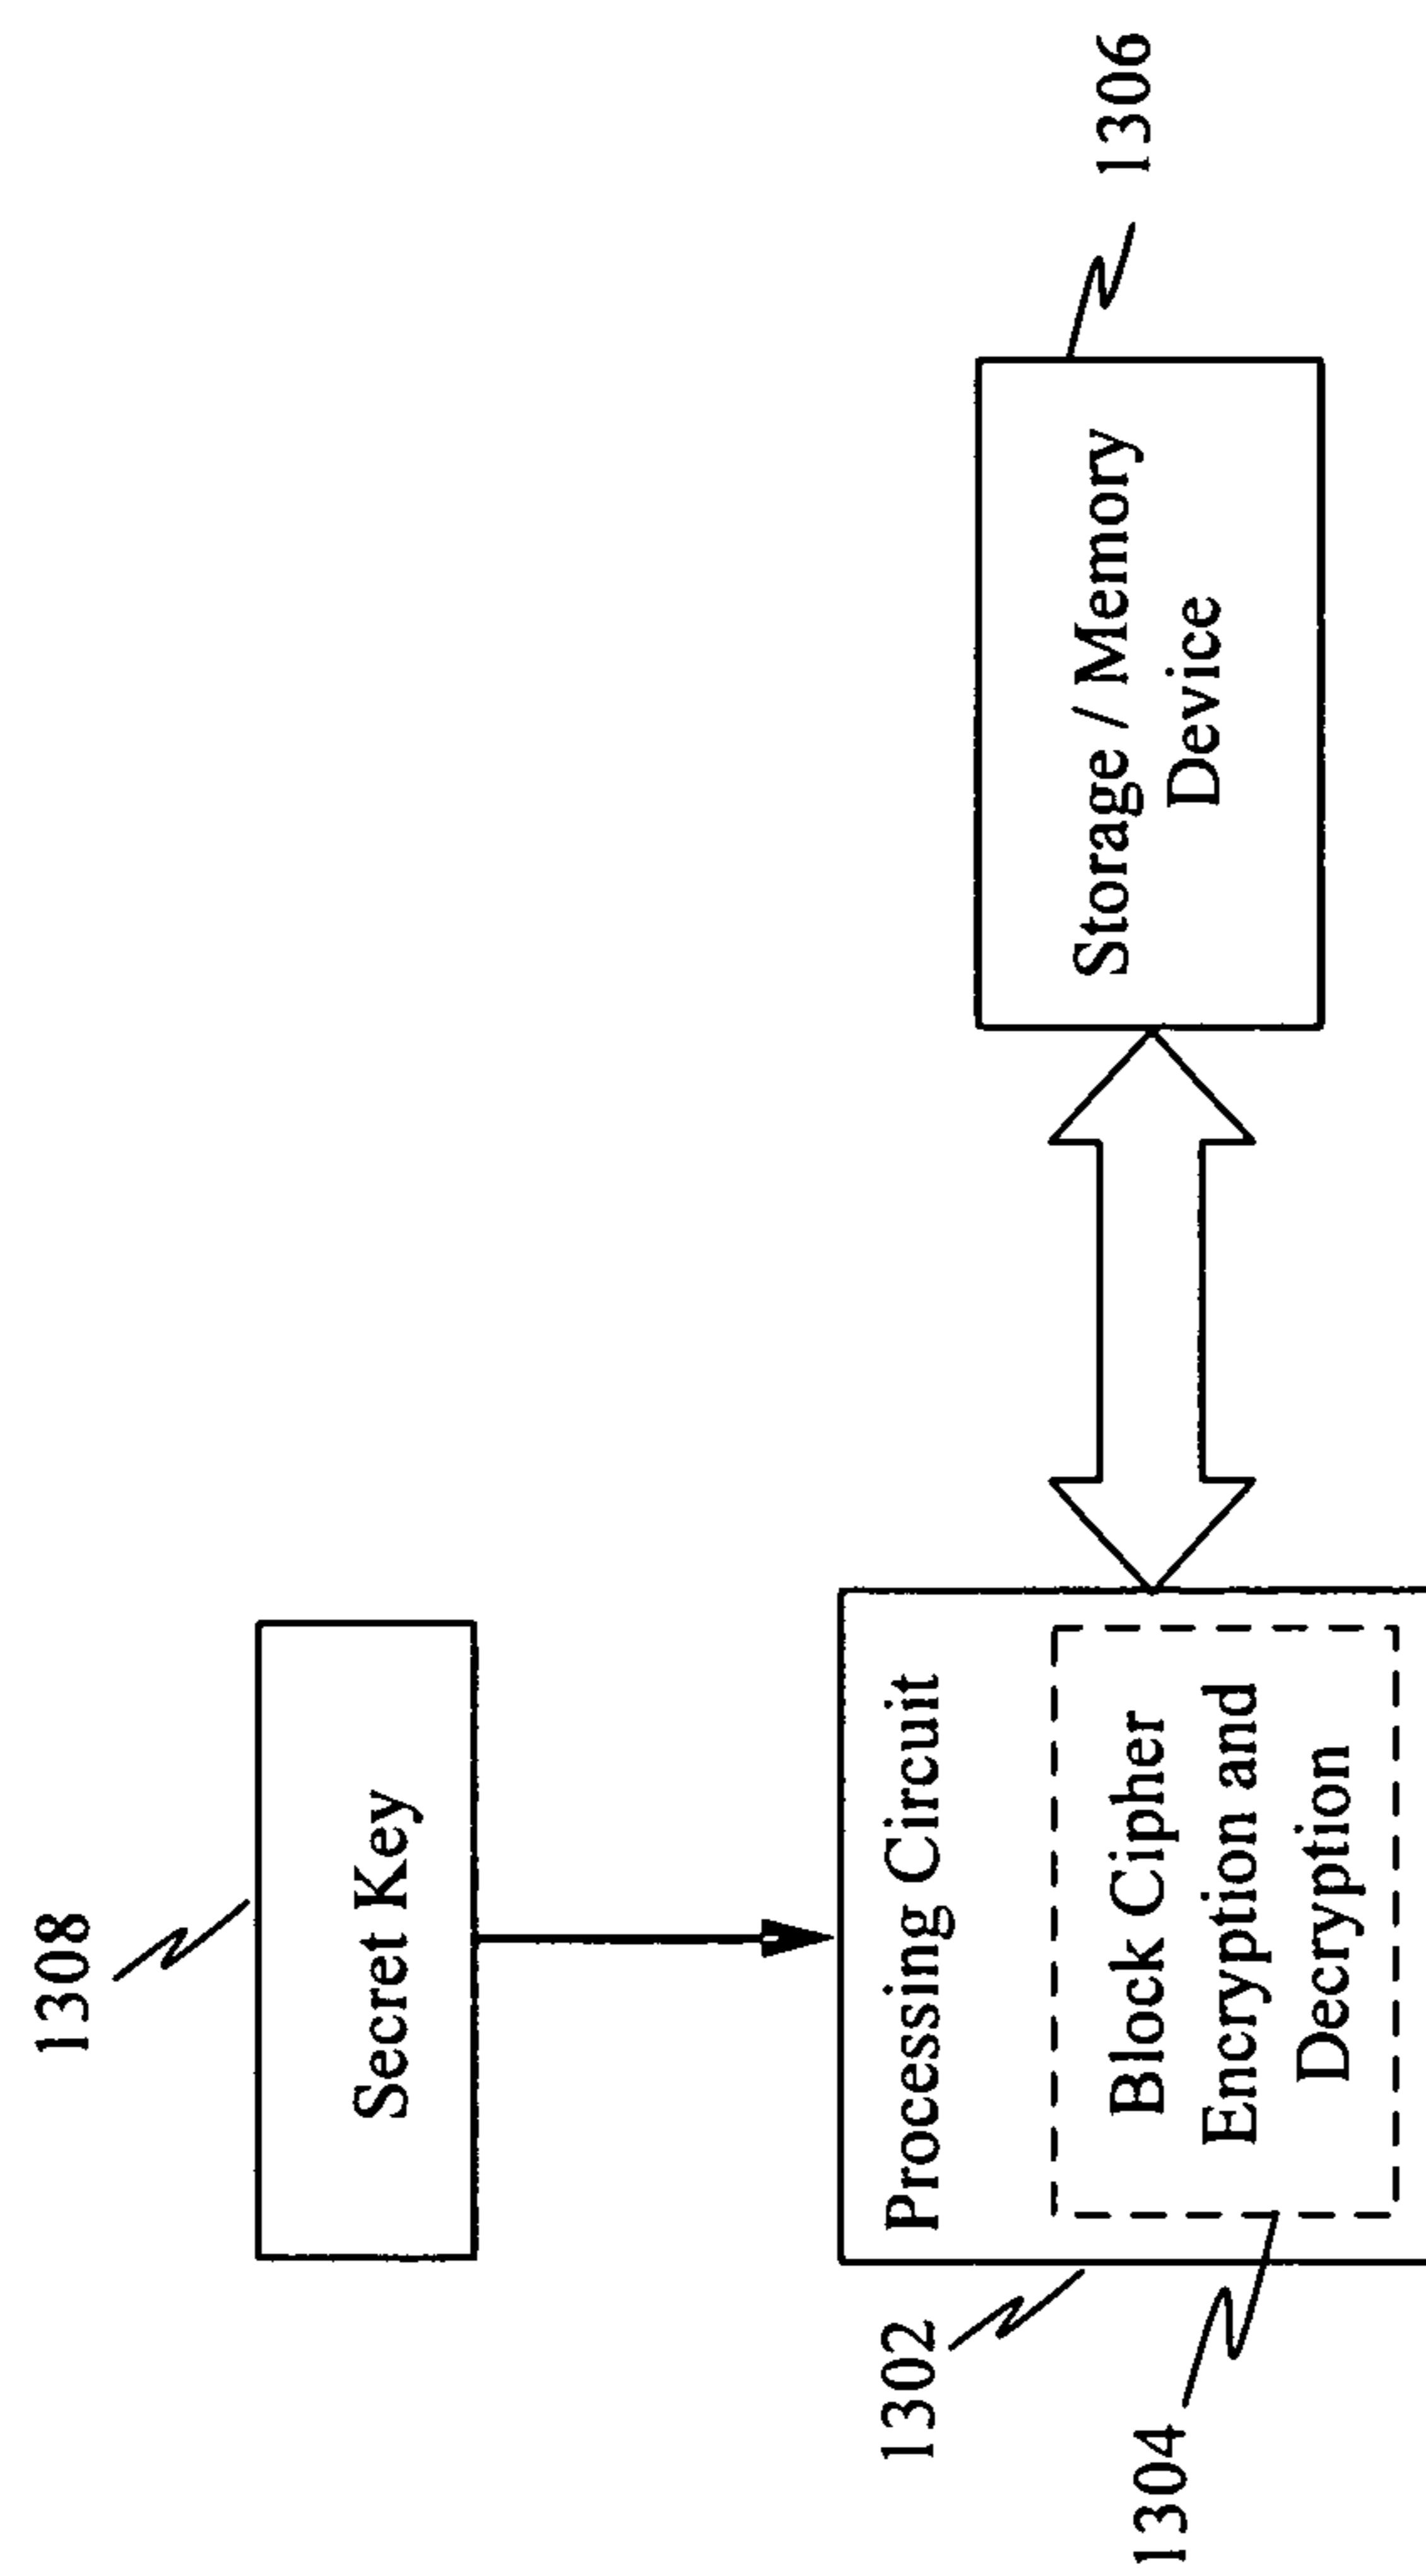 1308
Secret Key
1302
Processing Circuit
1304
Block Cipher
Encryption and
Decryption
1306
Storage / Memory
Device